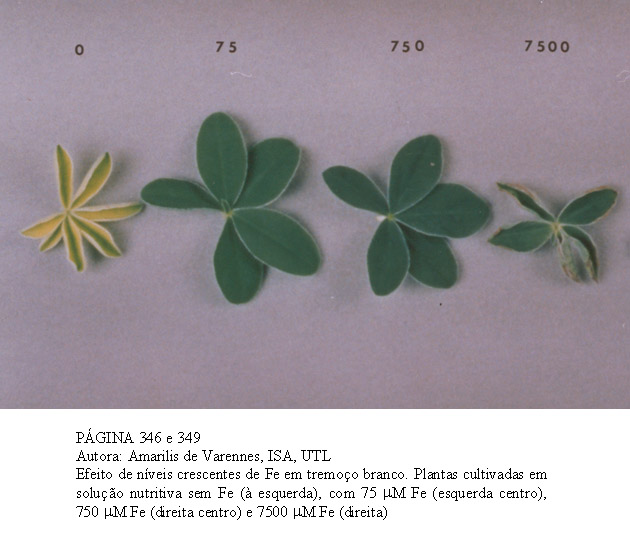 0 75 750 7500
PÁGINA 346 e 349
Autora: Amarilis de Varennes, ISA, UTL
Efeito de níveis crescentes de Fe em tremoço branco. Plantas cultivadas em
solução nutritiva sem Fe (à esquerda), com 75 µM Fe (esquerda centro),
750 µM Fe (direita centro) e 7500 µM Fe (direita)